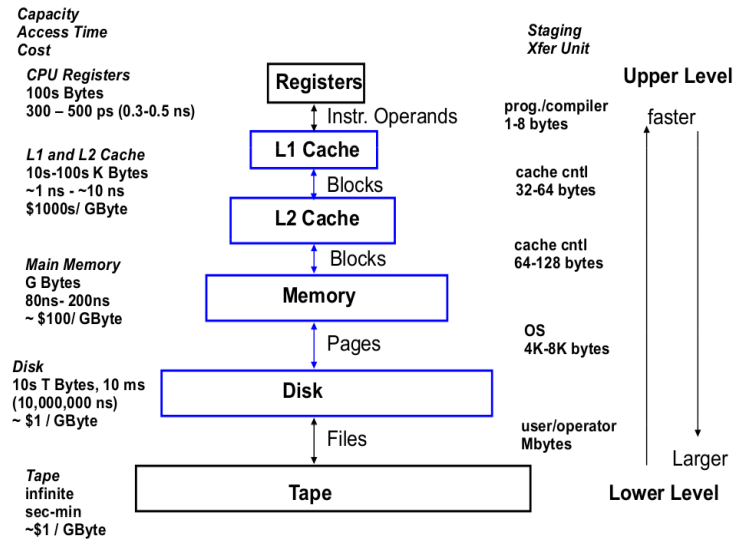 Capacity
Access Time
Cost
Staging
Xfer Unit
CPU Registers
100s Bytes
300 – 500 ps (0.3-0.5 ns)
Registers
Upper Level
Instr. Operands
prog./compiler
1-8 bytes
faster
L1 and L2 Cache
10s-100s K Bytes
~1 ns - ~10 ns
$1000s/ GByte
L1 Cache
Blocks
cache cntl
32-64 bytes
L2 Cache
Blocks
cache cntl
64-128 bytes
Main Memory
G Bytes
80ns- 200ns
~ $100/ GByte
Memory
Pages
OS
4K-8K bytes
Disk
10s T Bytes, 10 ms
(10,000,000 ns)
~ $1 / GByte
Disk
Files
user/operator
Mbytes
Larger
Tape
infinite
sec-min
~$1 / GByte
Tape
Lower Level